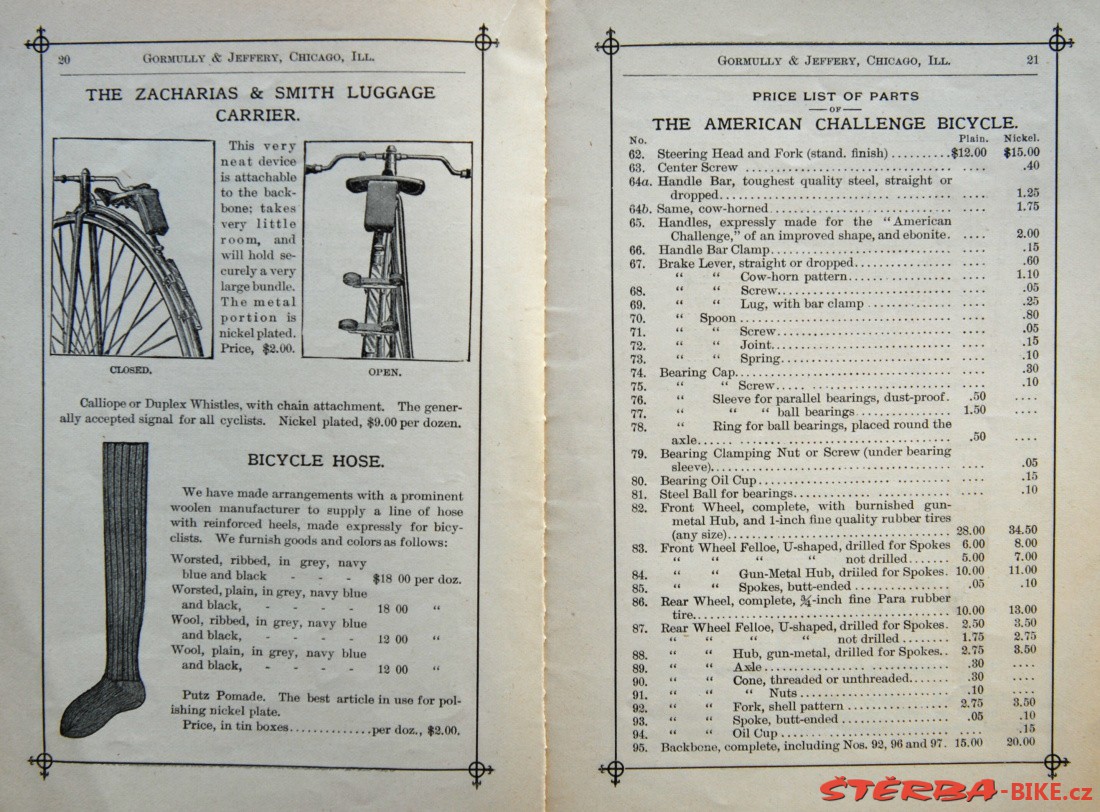 20
GORMULLY & JEFFERY, CHICAGO, ILL.
THE ZACHARIAS & SMITH LUGGAGE
CARRIER.
This very
neat device
is attachable
to the back-
bone; takes
very little
room, and
will hold se-
curely a very
large bundle.
The metal
portion is
nickel plated.
Price, $2.00.
CLOSED.
OPEN.
Calliope or Duplex Whistles, with chain attachment. The gener-
ally accepted signal for all cyclists. Nickel plated, $9.00 per dozen.
BICYCLE HOSE.
We have made arrangements with a prominent
woolen manufacturer to supply a line of hose
with reinforced heels, made expressly for bicy-
clists. We furnish goods and colors as follows:
Worsted, ribbed, in grey, navy
blue and black - - - $18 00 per doz.
Worsted, plain, in grey, navy blue
and black, - - - - 18 00 “
Wool, ribbed, in grey, navy blue
and black, - - - - 12 00 “
Wool, plain, in grey, navy blue
and black, - - - - 12 00 “
Putz Pomade. The best article in use for pol-
ishing nickel plate.
Price, in tin boxes..............per doz., $2.00.
GORMULLY & JEFFERY, CHICAGO, ILL.
21
PRICE LIST OF PARTS
—OF—
THE AMERICAN CHALLENGE BICYCLE.
No. Plain. Nickel.
62. Steering Head and Fork (stand. finish)..........$12.00 $15.00
63. Center Screw .... .40
64a. Handle Bar, toughest quality steel, straight or
dropped.... .... 1.25
64b. Same, cow-horned.... .... 1.75
65. Handles, expressly made for the “American
Challenge,” of an improved shape, and ebonite. .... 2.00
66. Handle Bar Clamp.... .... .15
67. Brake Lever, straight or dropped.... .... .60
“ “ Cow-horn pattern.... .... 1.10
68. “ “ Screw.... .... .05
69. “ “ Lug, with bar clamp .... .... .25
70. “ Spoon .... .... .80
71. “ “ Screw.... .... .05
72. “ “ Joint.... .... .15
73. “ “ Spring.... .... .10
74. Bearing Cap.... .... .30
75. “ “ Screw.... .... .10
76. “ Sleeve for parallel bearings, dust-proof. .50 ....
77. “ “ “ ball bearings.... 1.50 ....
78. “ Ring for ball bearings, placed round the
axle.... .50 ....
79. Bearing Clamping Nut or Screw (under bearing
sleeve).... .... .05
80. Bearing Oil Cup.... .... .15
81. Steel Ball for bearings.... .... .10
82. Front Wheel, complete, with burnished gun-
metal Hub, and 1-inch fine quality rubber tires
(any size).... 28.00 34.50
83. Front Wheel Felloe, U-shaped, drilled for Spokes 6.00 8.00
“ “ “ “ not drilled.... 5.00 7.00
84. “ “ Gun-Metal Hub, drilled for Spokes. 10.00 11.00
85. “ “ Spokes, butt-ended .... .05 .10
86. Rear Wheel, complete, ¾-inch fine Para rubber
tire.... 10.00 13.00
87. Rear Wheel Felloe, U-shaped, drilled for Spokes. 2.50 3.50
“ “ “ “ not drilled .... 1.75 2.75
88. “ “ Hub, gun-metal, drilled for Spokes.. 2.75 3.50
89. “ “ Axle.... .30 ....
90. “ “ Cone, threaded or unthreaded.... .30 ....
91. “ “ “ Nuts.... .10 ....
92. “ “ Fork, shell pattern .... 2.75 3.50
93. “ “ Spoke, butt-ended .... .05 .10
94. “ “ Oil Cup.... .... .15
95. Backbone, complete, including Nos. 92, 96 and 97. 15.00 20.00
ŠTĚRBA-BIKE.cz